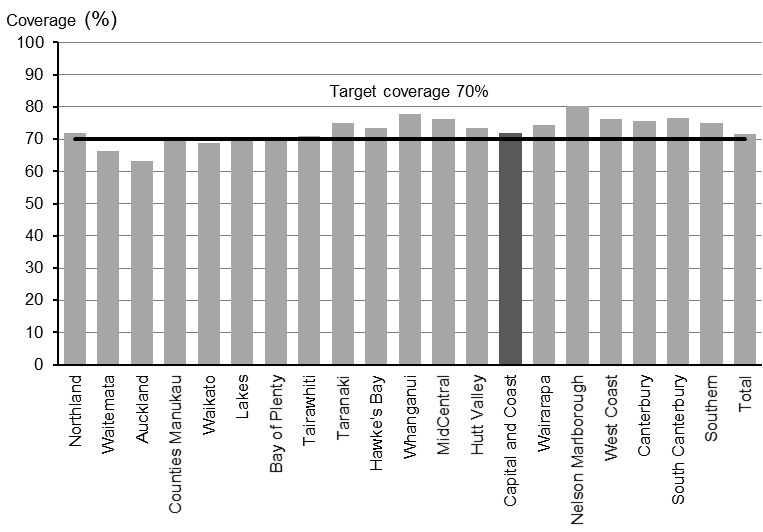 Coverage (%)
100
90
80
70
60
50
40
30
20
10
0
Target coverage 70%
Northland
Waitemata
Auckland
Counties Manukau
Waikato
Lakes
Bay of Plenty
Tairawhiti
Taranaki
Hawke's Bay
Whanganui
MidCentral
Hutt Valley
Capital and Coast
Wairarapa
Nelson Marlborough
West Coast
Canterbury
South Canterbury
Southern
Total